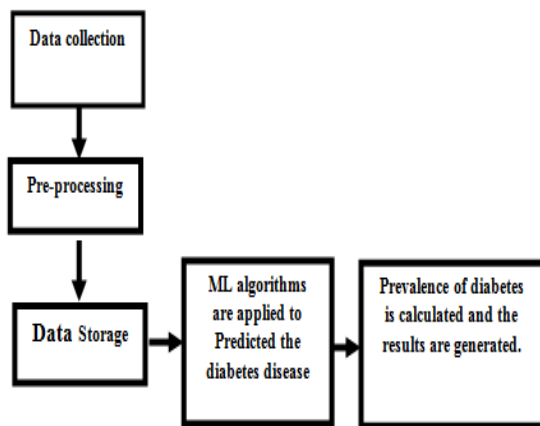 Data collection
Pre-processing
Data Storage
ML algorithms
are applied to
Predicted the
diabetes disease
Prevalence of diabetes
is calculated and the
results are generated.